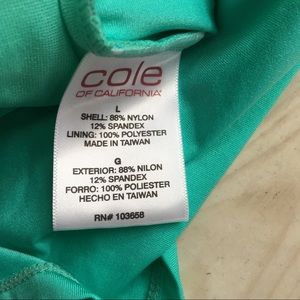 cole
OF CALIFORNIA
L
SHELL: 88% NYLON
12% SPANDEX
LINING: 100% POLYESTER
MADE IN TAIWAN
G
EXTERIOR: 88% NILON
12% SPANDEX
FORRO: 100% POLIESTER
HECHO EN TAIWAN
RN# 103658